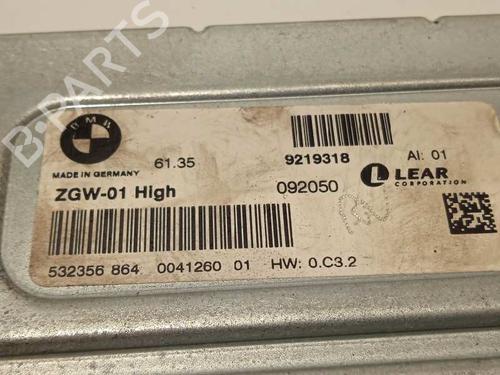 BMW
MADE IN GERMANY
61.35
9219318
AI: 01
ZGW-01 High
092050
LEAR
CORPORATION
532356 864 0041260 01 HW: 0.C3.2
B-PARTS